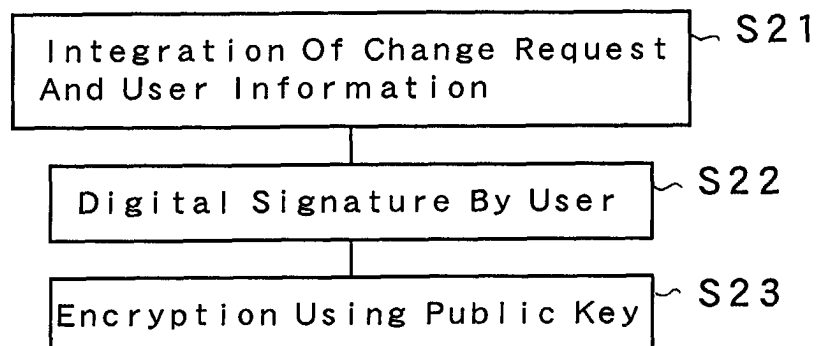 Integration Of Change Request S21
And User Information
Digital Signature By User S22
Encryption Using Public Key S23